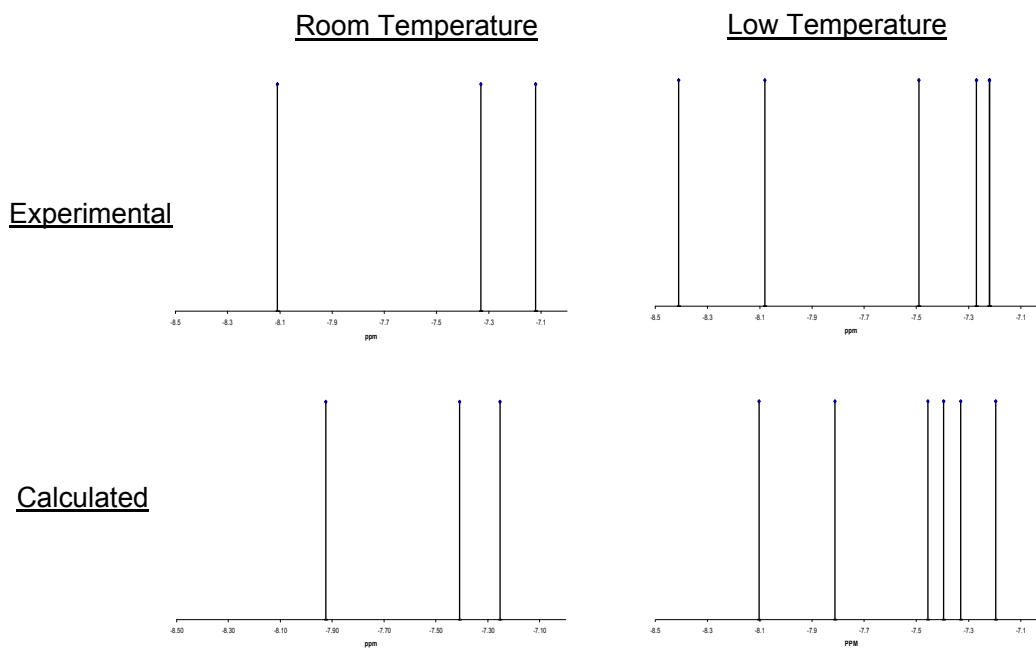 Room Temperature
Low Temperature
Experimental
-8.5 -8.3 -8.1 -7.9 -7.7 -7.5 -7.3 -7.1
ppm
-8.5 -8.3 -8.1 -7.9 -7.7 -7.5 -7.3 -7.1
ppm
Calculated
-8.50 -8.30 -8.10 -7.90 -7.70 -7.50 -7.30 -7.10
ppm
-8.5 -8.3 -8.1 -7.9 -7.7 -7.5 -7.3 -7.1
PPM